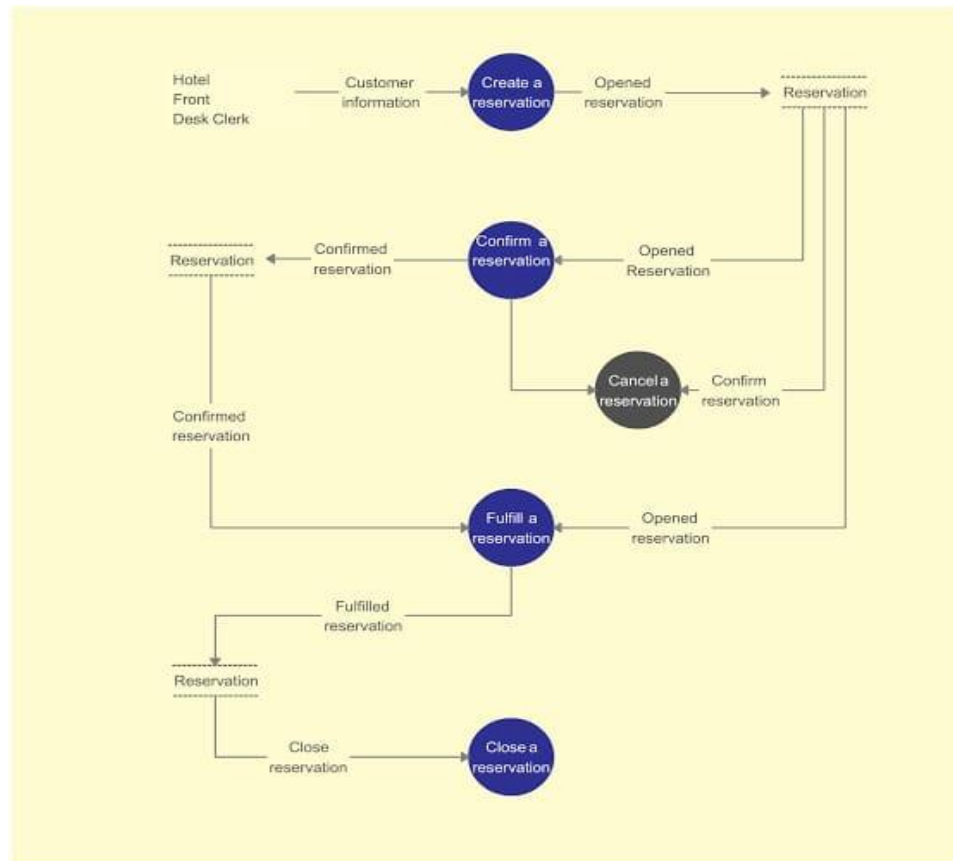 Hotel
Front
Desk Clerk
Customer
information
Create a
reservation
Opened
reservation
Reservation
Reservation
Confirmed
reservation
Confirm a
reservation
Opened
Reservation
Cancel a
reservation
Confirm
reservation
Confirmed
reservation
Fulfill a
reservation
Opened
reservation
Fulfilled
reservation
Reservation
Close
reservation
Close a
reservation